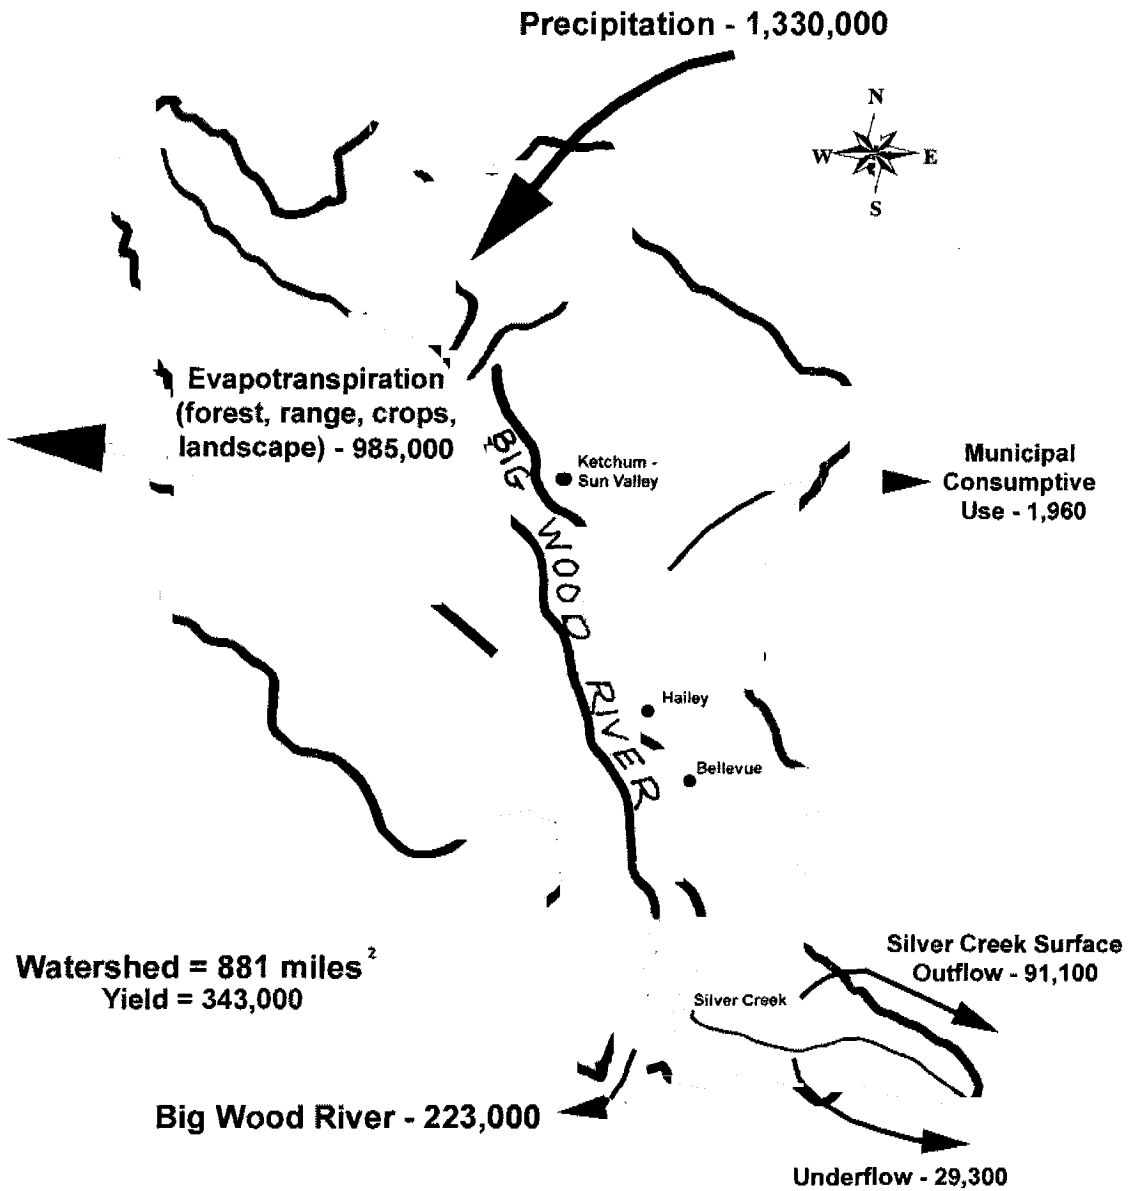 Precipitation - 1,330,000
N
W
E
S
Evapotranspiration
(forest, range, crops,
landscape) - 985,000
BIG
WOOD
RIVER
Ketchum -
Sun Valley
Municipal
Consumptive
Use - 1,960
Hailey
Bellevue
Watershed = 881 miles²
Yield = 343,000
Silver Creek Surface
Outflow - 91,100
Silver Creek
Big Wood River - 223,000
Underflow - 29,300